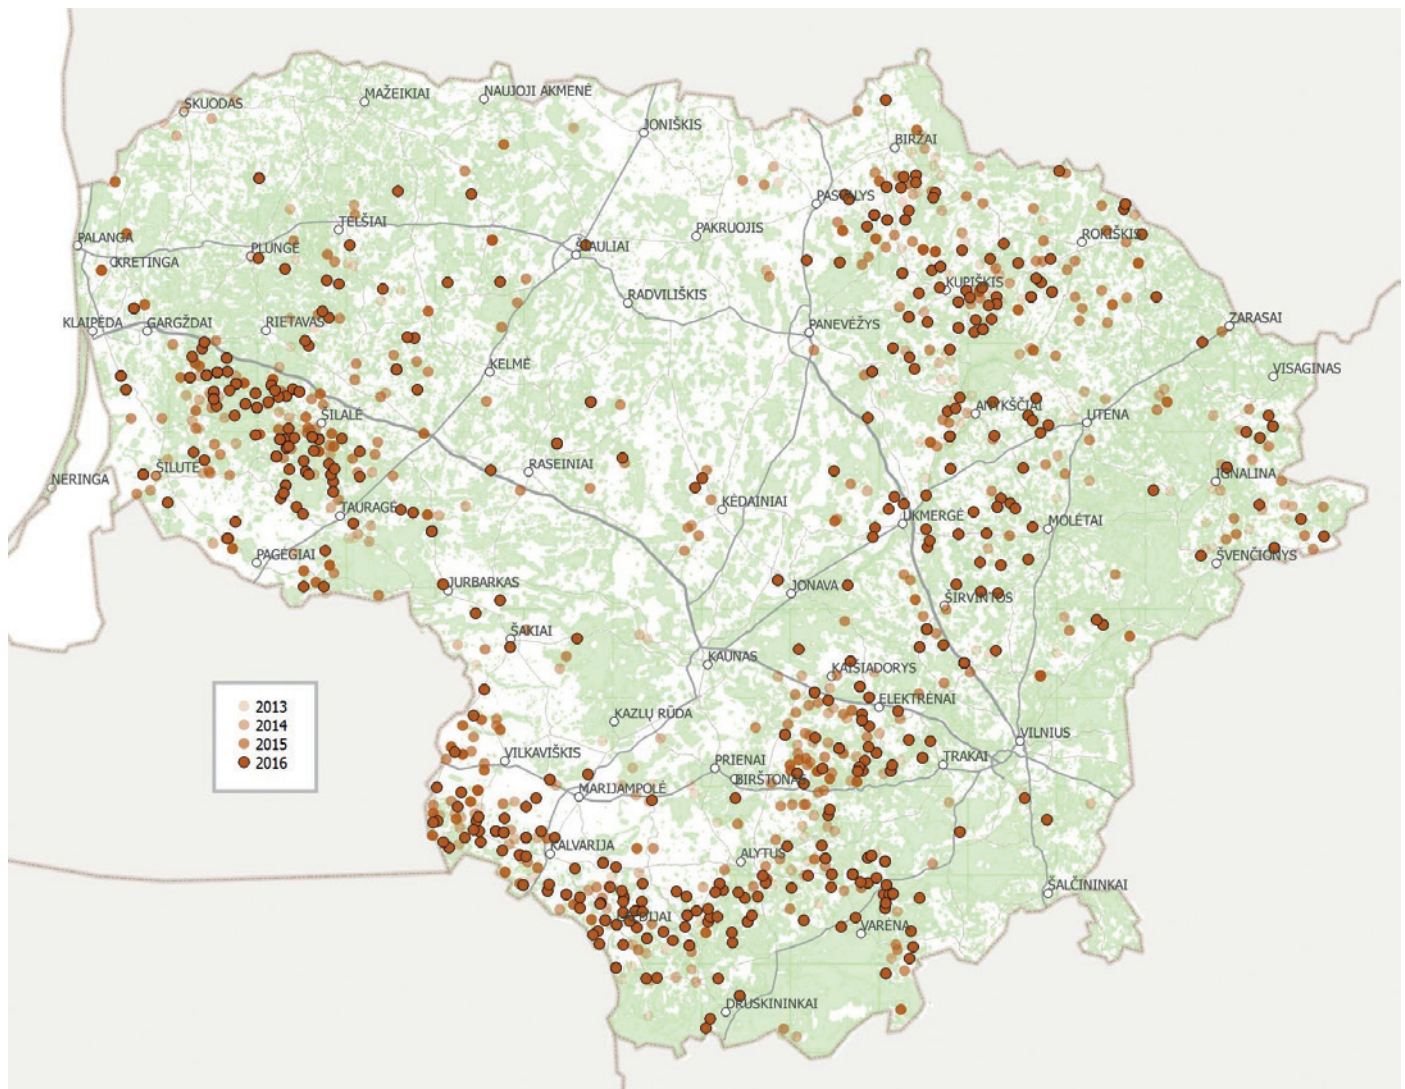 SKUODAS
MAŽEIKIAI
NAUJOJI AKMENĖ
JONIŠKIS
BIRŽAI
PASVALYS
TELŠIAI
PAKRUOJIS
ROKIŠKIS
PALANGA
PLUNGĖ
ŠIAULIAI
KRETINGA
KUPIŠKIS
RADVILIŠKIS
KLAIPĖDA
GARGŽDAI
RIETAVAS
PANEVĖŽYS
ZARASAI
KELMĖ
VISAGINAS
ŠILALĖ
ANYKŠČIAI
UTENA
ŠILUTĖ
RASEINIAI
NERINGA
IGNALINA
KĖDAINIAI
TAURAGĖ
UKMERGĖ
MOLĖTAI
PAGĖGIAI
ŠVENČIONYS
JURBARKAS
JONAVA
ŠIRVINTOS
ŠAKIAI
KAUNAS
KAIŠIADORYS
ELEKTRĖNAI
2013
2014
2015
2016
KAZLŲ RŪDA
VILNIUS
VILKAVIŠKIS
PRIENAI
TRAKAI
BIRŠTONAS
MARIJAMPOLĖ
KALVARIJA
ALYTUS
ŠALČININKAI
LAZDIJAI
VARĖNA
DRUSKININKAI